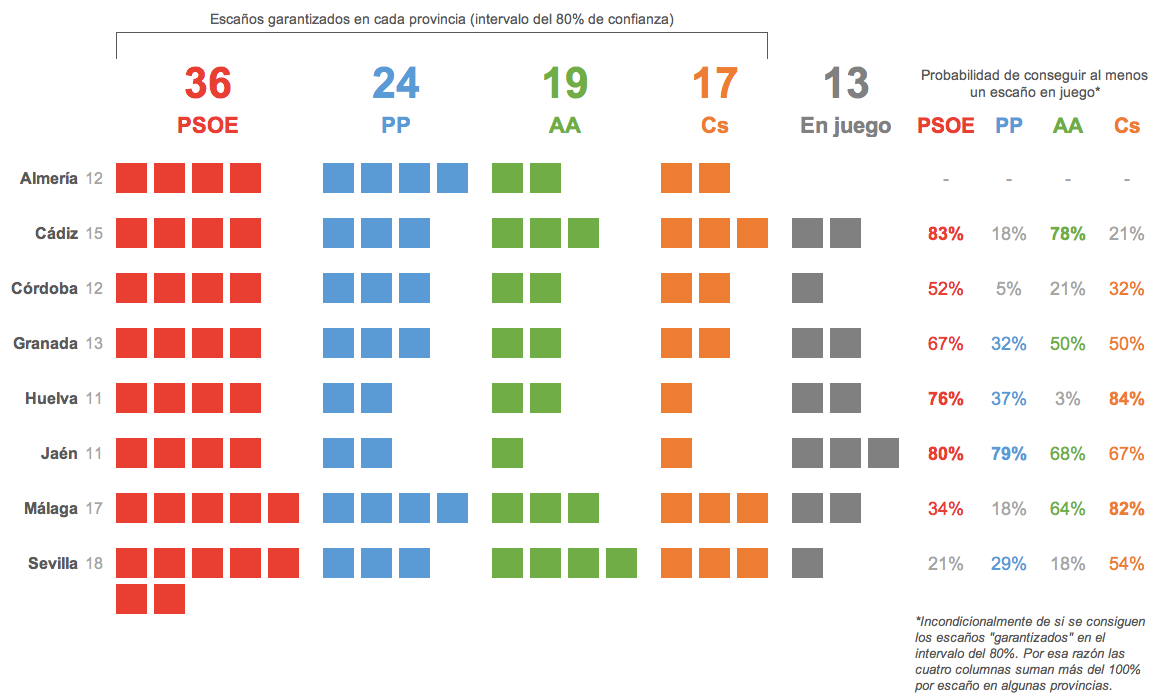 Escaños garantizados en cada provincia (intervalo del 80% de confianza)
36 24 19 17 13 Probabilidad de conseguir al menos
un escaño en juego*
PSOE PP AA Cs En juego PSOE PP AA Cs
Almería 12 - - - -
Cádiz 15 83% 18% 78% 21%
Córdoba 12 52% 5% 21% 32%
Granada 13 67% 32% 50% 50%
Huelva 11 76% 37% 3% 84%
Jaén 11 80% 79% 68% 67%
Málaga 17 34% 18% 64% 82%
Sevilla 18 21% 29% 18% 54%
*Incondicionalmente de si se consiguen
los escaños "garantizados" en el
intervalo del 80%. Por esa razón las
cuatro columnas suman más del 100%
por escaño en algunas provincias.